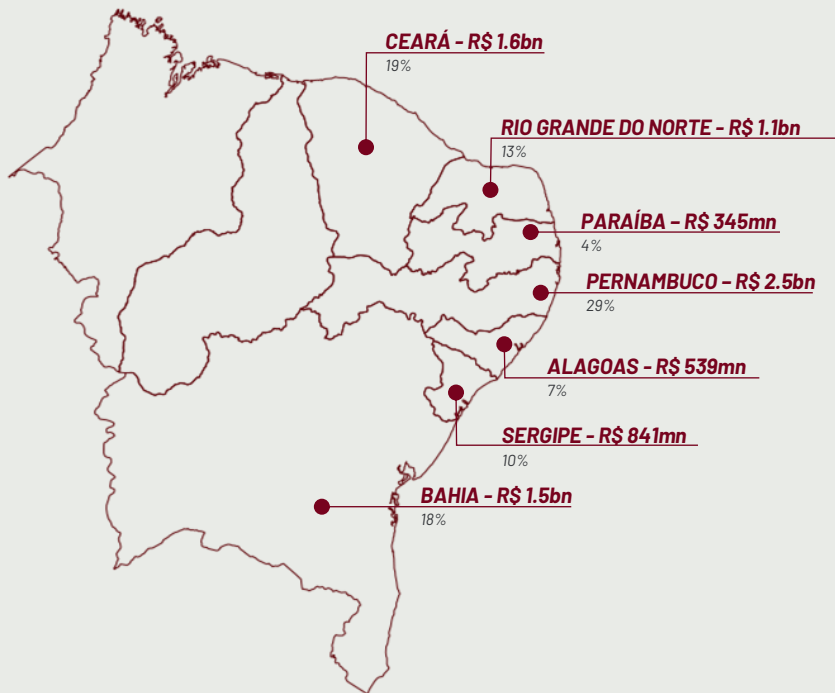 CEARÁ - R$ 1.6bn
19%
RIO GRANDE DO NORTE - R$ 1.1bn
13%
PARAÍBA – R$ 345mn
4%
PERNAMBUCO – R$ 2.5bn
29%
ALAGOAS - R$ 539mn
7%
SERGIPE - R$ 841mn
10%
BAHIA - R$ 1.5bn
18%